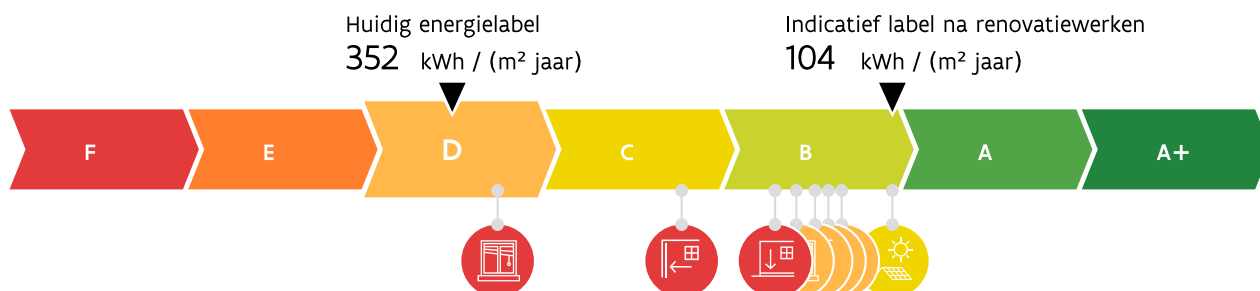 Huidig energielabel
352 kWh / (m² jaar)
Indicatief label na renovatiewerken
104 kWh / (m² jaar)
F E D C B A A+